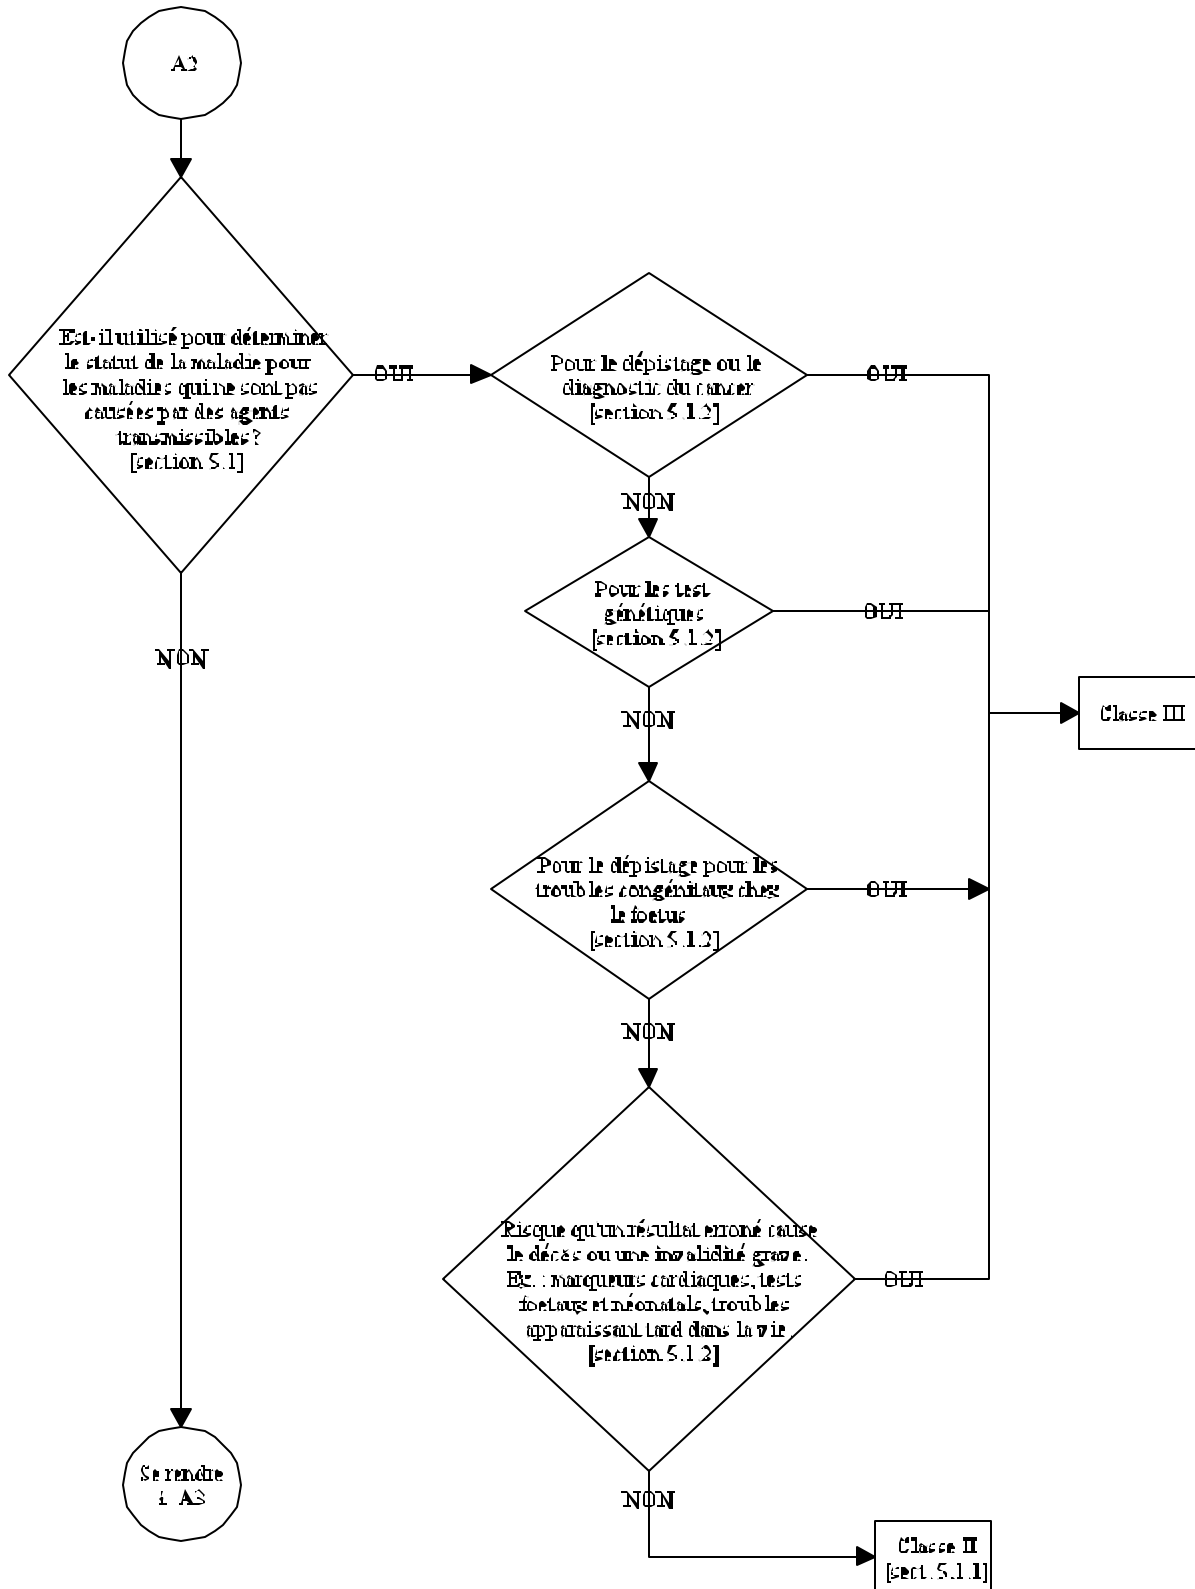 A2
Est-il utilisé pour déterminer
le statut de la maladie pour
les maladies qui ne sont pas
causées par des agents
transmissibles?
[section 5.1]
OUI
Pour le dépistage ou le
diagnostic du cancer
[section 5.1.2]
OUI
NON
Pour les test
génétiques
[section 5.1.2]
OUI
NON
NON
Classe III
Pour le dépistage pour les
troubles congénitaux chez
le foetus
[section 5.1.2]
OUI
NON
Risque qu'un résultat erroné cause
le décès ou une invalidité grave.
Ex. : marqueurs cardiaques, tests
foetaux et néonatals, troubles
apparaissant tard dans la vie.
[section 5.1.2]
OUI
Se rendre
à A3
NON
Classe II
[sect. 5.1.1]